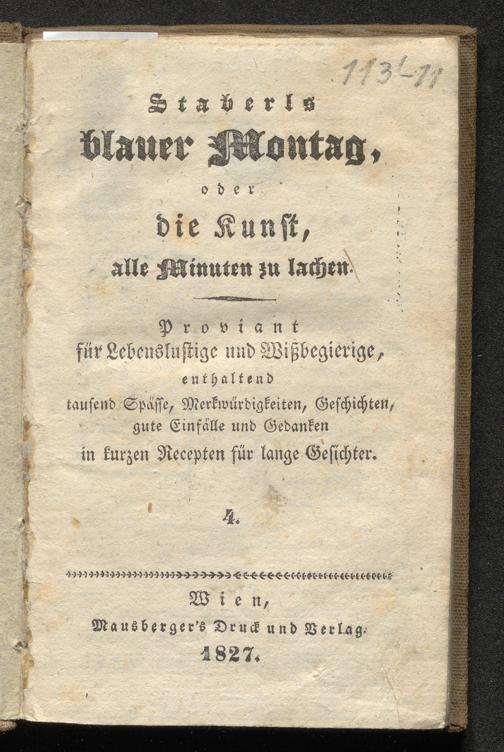 113'-11
Staberls
blauer Montag,
oder
die Kunst,
alle Minuten zu lachen.
Proviant
für Lebenslustige und Wißbegierige,
enthaltend
tausend Spässe, Merkwürdigkeiten, Geschichten,
gute Einfälle und Gedanken
in kurzen Recepten für lange Gesichter.
4.
Wien,
Mausberger's Druck und Verlag.
1827.